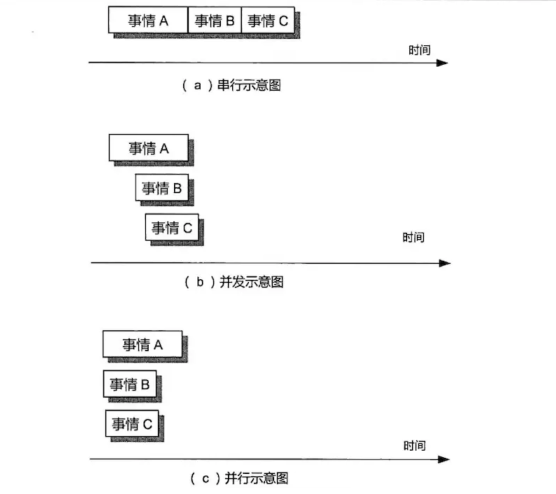 事情 A 事情 B 事情 C
时间
（a）串行示意图
事情 A
事情 B
事情 C
时间
（b）并发示意图
事情 A
事情 B
事情 C
时间
（c）并行示意图